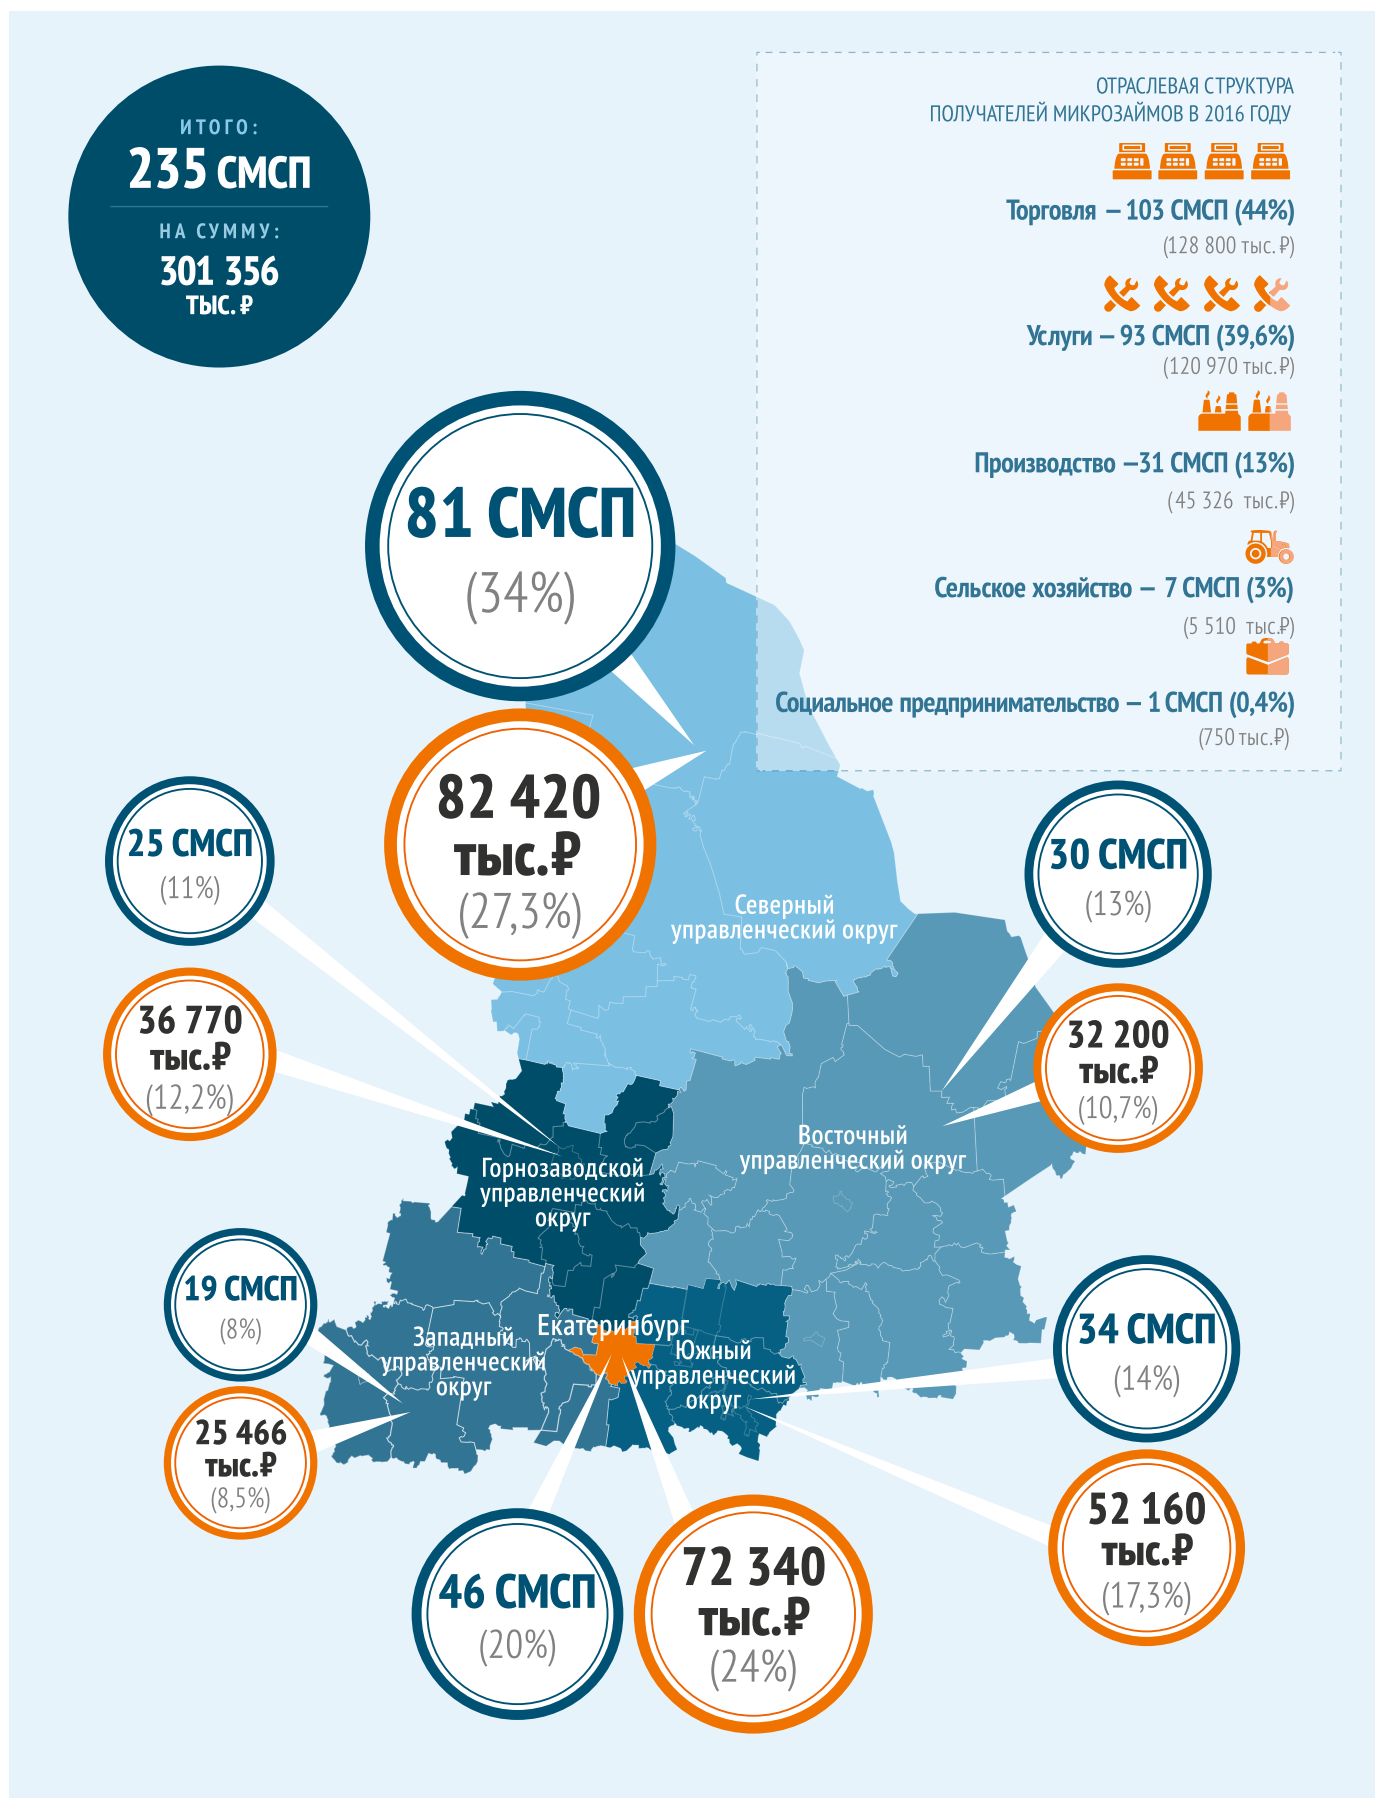 ИТОГО:
235 СМСП
НА СУММУ:
301 356
ТЫС. ₽
ОТРАСЛЕВАЯ СТРУКТУРА
ПОЛУЧАТЕЛЕЙ МИКРОЗАЙМОВ В 2016 ГОДУ
Торговля — 103 СМСП (44%)
(128 800 тыс. ₽)
Услуги — 93 СМСП (39,6%)
(120 970 тыс.₽)
Производство —31 СМСП (13%)
(45 326 тыс.₽)
Сельское хозяйство — 7 СМСП (3%)
(5 510 тыс.₽)
Социальное предпринимательство — 1 СМСП (0,4%)
(750 тыс.₽)
81 СМСП
(34%)
82 420
тыс.₽
(27,3%)
25 СМСП
(11%)
36 770
тыс.₽
(12,2%)
30 СМСП
(13%)
32 200
тыс.₽
(10,7%)
Северный
управленческий округ
Восточный
управленческий округ
Горнозаводской
управленческий
округ
19 СМСП
(8%)
25 466
тыс.₽
(8,5%)
Западный
управленческий
округ
Екатеринбург
Южный
управленческий
округ
34 СМСП
(14%)
52 160
тыс.₽
(17,3%)
46 СМСП
(20%)
72 340
тыс.₽
(24%)